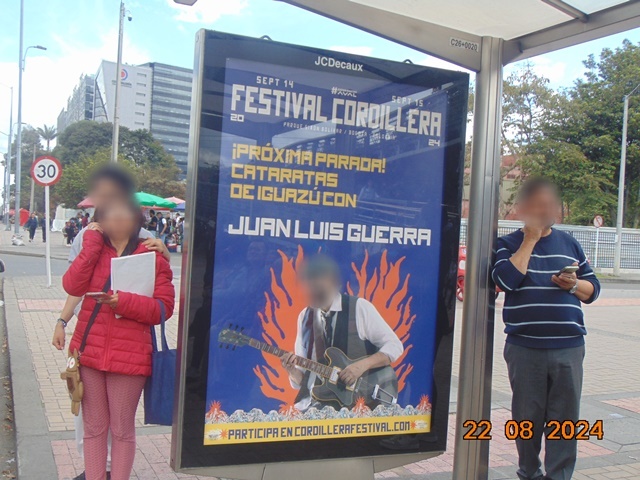 C26+0020
JCDecaux
SEPT 14
#AVAL
SEPT 15
FESTIVAL CORDILLERA
20
24
¡PRÓXIMA PARADA!
CATARATAS
DE IGUAZÚ CON
JUAN LUIS GUERRA
PARTICIPA EN CORDILLERAFESTIVAL.COM
30
22 08 2024